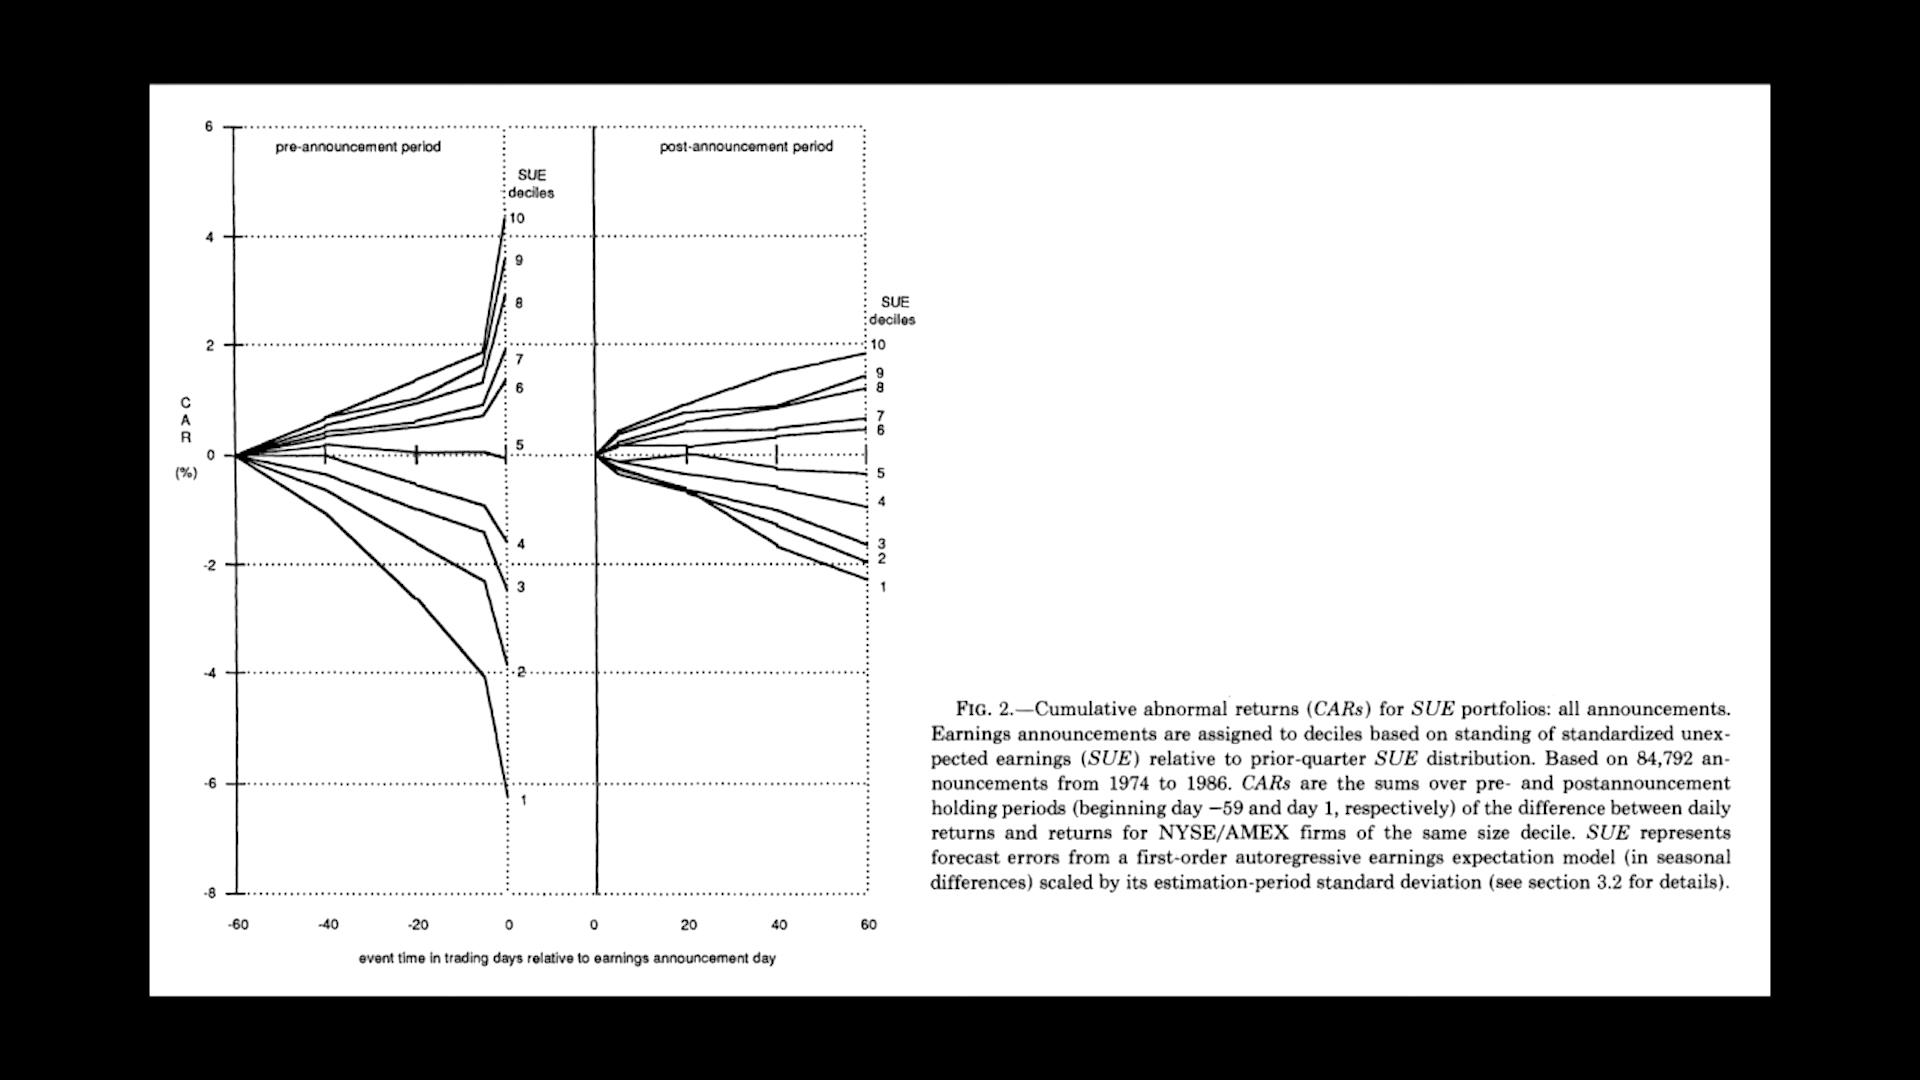 6
pre-announcement period
post-announcement period
SUE
deciles
10
4
9
8
SUE
deciles
2
10
7
9
8
6
C
A
R
7
6
5
0
(%)
5
4
4
3
2
-2
3
1
-4
2
-6
1
-8
-60 -40 -20 0 0 20 40 60
event time in trading days relative to earnings announcement day
FIG. 2.—Cumulative abnormal returns (CARs) for SUE portfolios: all announcements.
Earnings announcements are assigned to deciles based on standing of standardized unex-
pected earnings (SUE) relative to prior-quarter SUE distribution. Based on 84,792 an-
nouncements from 1974 to 1986. CARs are the sums over pre- and postannouncement
holding periods (beginning day −59 and day 1, respectively) of the difference between daily
returns and returns for NYSE/AMEX firms of the same size decile. SUE represents
forecast errors from a first-order autoregressive earnings expectation model (in seasonal
differences) scaled by its estimation-period standard deviation (see section 3.2 for details).